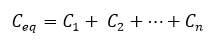 C_eq = C_1 + C_2 + ⋯ + C_n